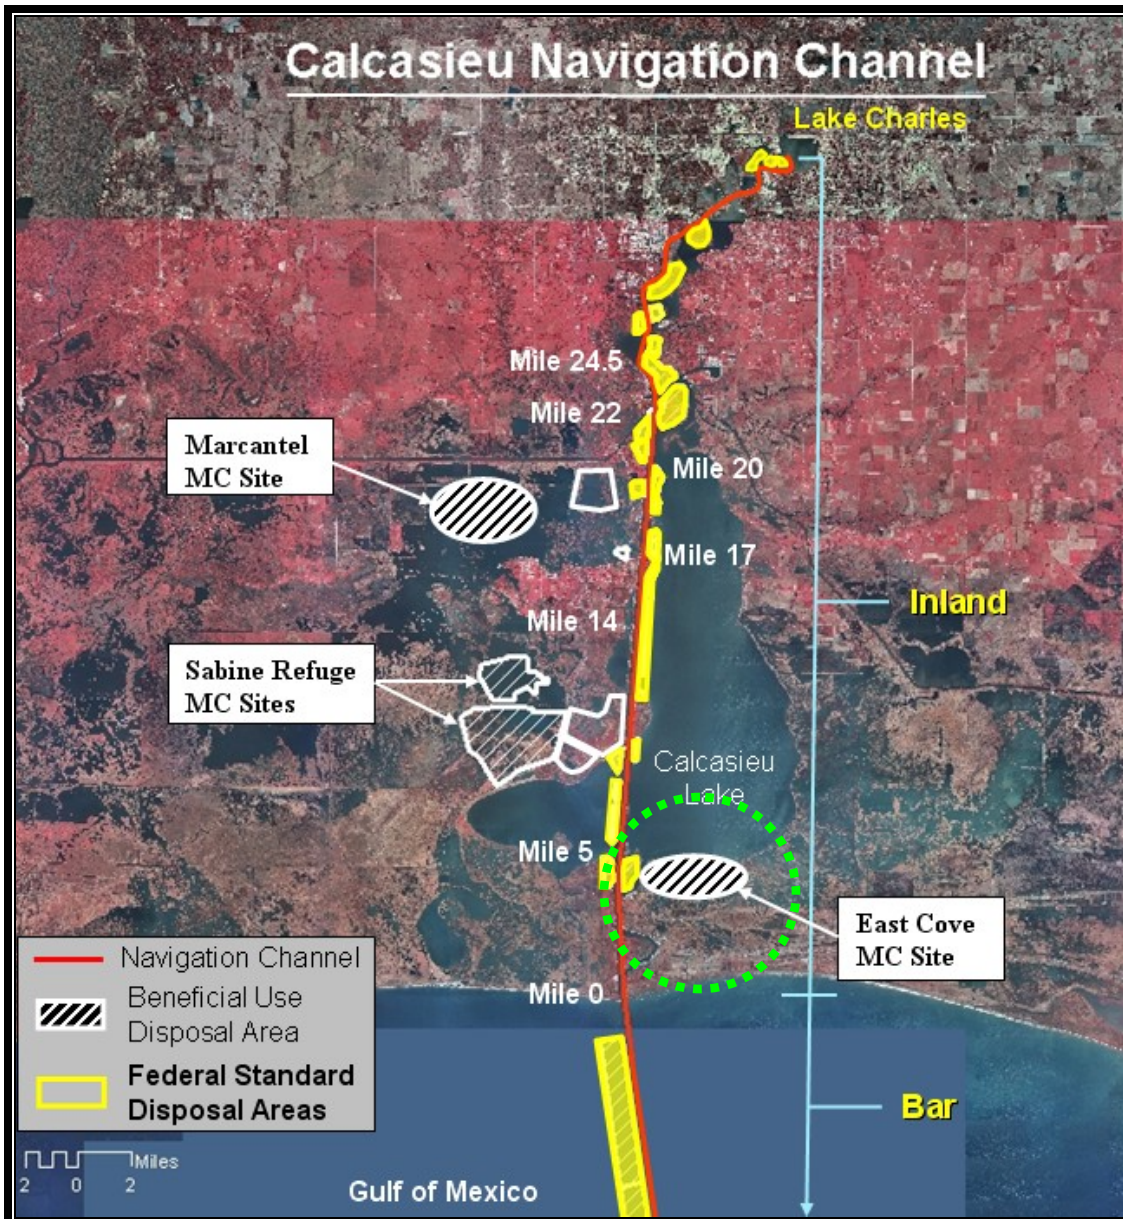 Calcasieu Navigation Channel
Lake Charles
Mile 24.5
Mile 22
Marcantel
MC Site
Mile 20
Mile 17
Inland
Mile 14
Sabine Refuge
MC Sites
Calcasieu
Lake
Mile 5
East Cove
MC Site
Navigation Channel
Beneficial Use
Disposal Area
Federal Standard
Disposal Areas
Mile 0
Bar
Miles
2 0 2
Gulf of Mexico